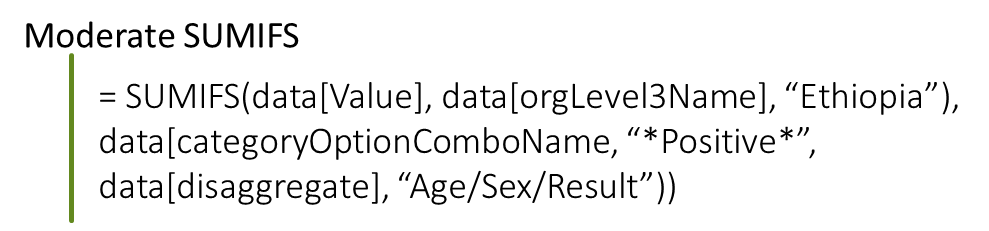 Moderate SUMIFS
= SUMIFS(data[Value], data[orgLevel3Name], “Ethiopia”),
data[categoryOptionComboName, “*Positive*”,
data[disaggregate], “Age/Sex/Result”))